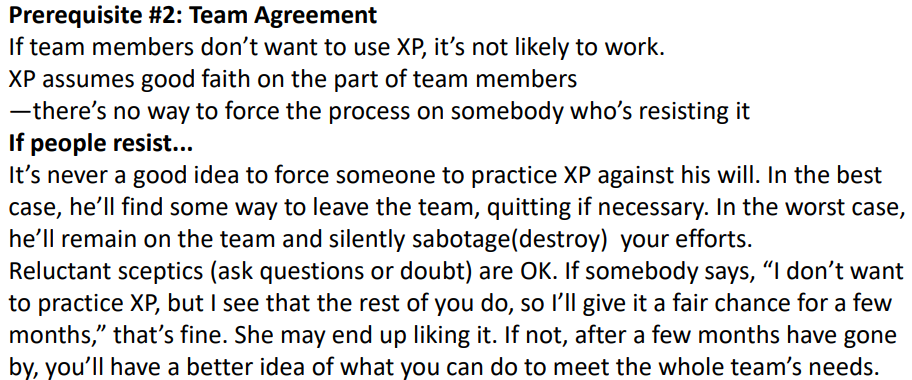 Prerequisite #2: Team Agreement
If team members don’t want to use XP, it’s not likely to work.
XP assumes good faith on the part of team members
—there’s no way to force the process on somebody who’s resisting it
If people resist...
It’s never a good idea to force someone to practice XP against his will. In the best
case, he’ll find some way to leave the team, quitting if necessary. In the worst case,
he’ll remain on the team and silently sabotage(destroy)  your efforts.
Reluctant sceptics (ask questions or doubt) are OK. If somebody says, “I don’t want
to practice XP, but I see that the rest of you do, so I’ll give it a fair chance for a few
months,” that’s fine. She may end up liking it. If not, after a few months have gone
by, you’ll have a better idea of what you can do to meet the whole team’s needs.